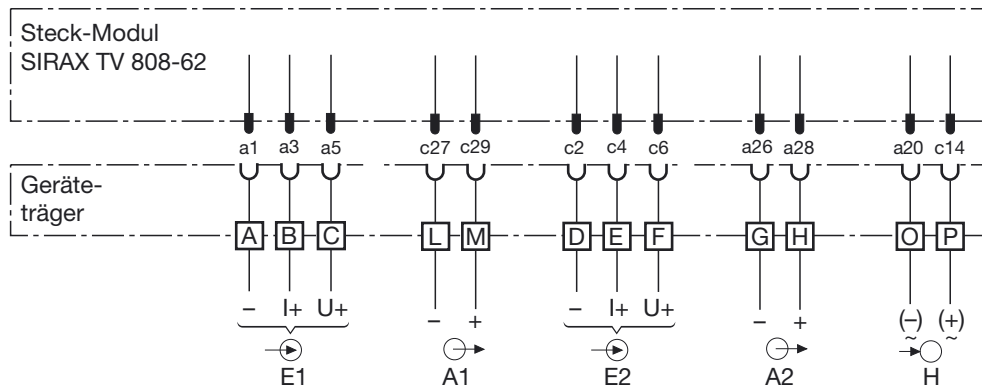 Steck-Modul
SIRAX TV 808-62
a1 a3 a5 c27 c29 c2 c4 c6 a26 a28 a20 c14
Geräte-
träger
A B C L M D E F G H O P
– I+ U+ – + – I+ U+ – + (–) (+)
~ ~
E1 A1 E2 A2 H